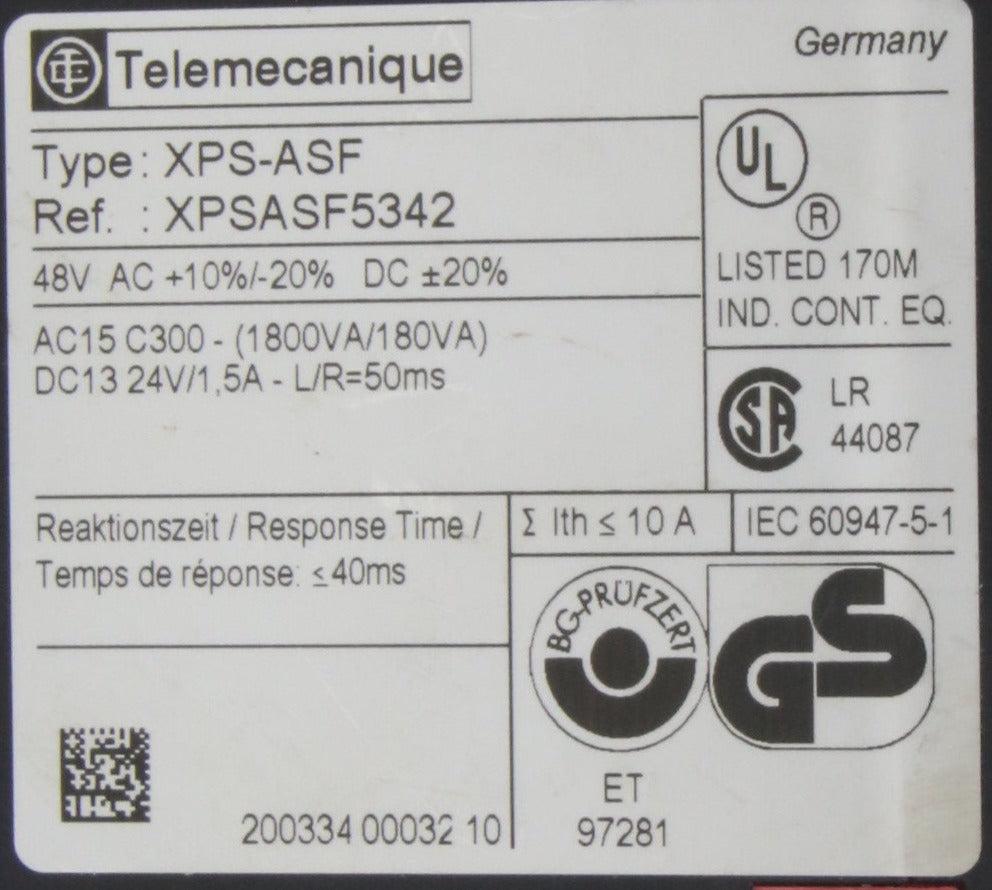 TE Telemecanique
Germany
Type: XPS-ASF
Ref. : XPSASF5342
48V AC +10%/-20% DC ±20%
AC15 C300 - (1800VA/180VA)
DC13 24V/1,5A - L/R=50ms
UL
®
LISTED 170M
IND. CONT. EQ.
SA
LR
44087
Reaktionszeit / Response Time /
Temps de réponse: ≤40ms
Σ Ith ≤ 10 A
IEC 60947-5-1
BG-PRÜFZERT
GS
ET
97281
200334 00032 10